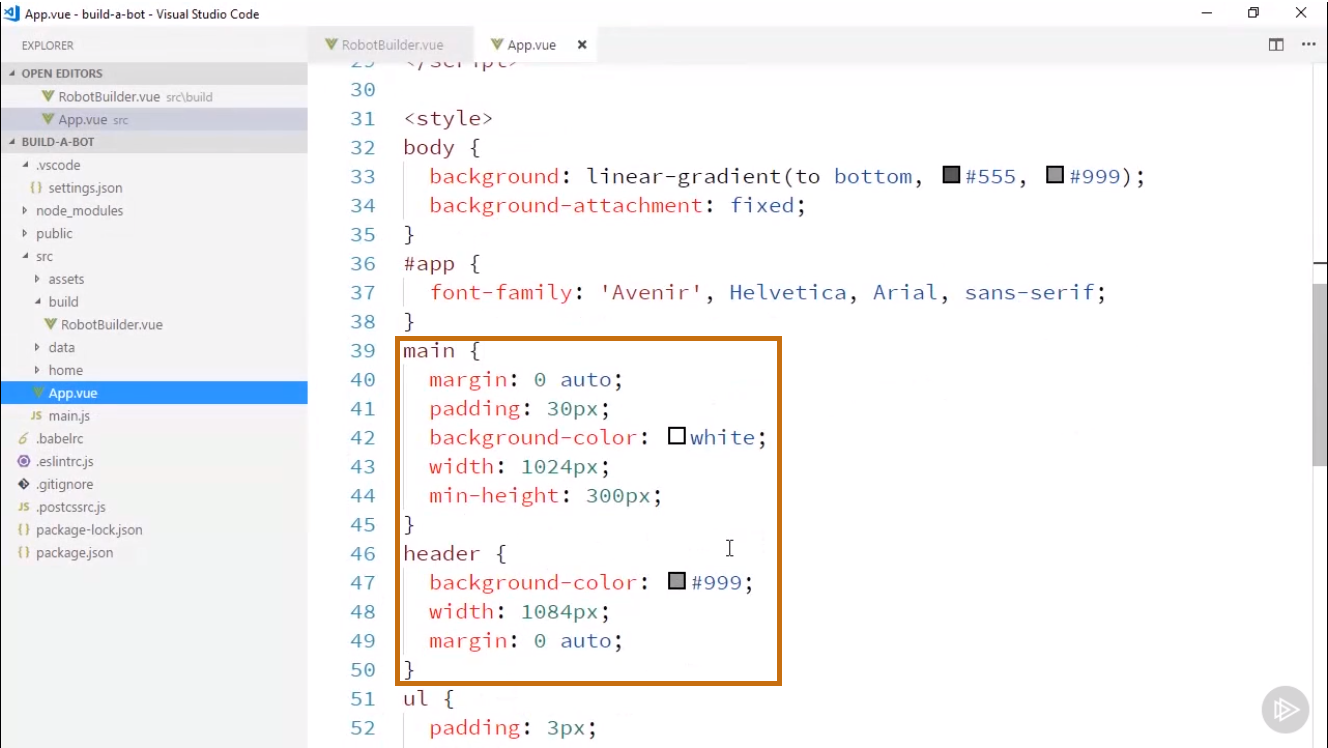 App.vue - build-a-bot - Visual Studio Code
EXPLORER
RobotBuilder.vue
App.vue
OPEN EDITORS
RobotBuilder.vue src\build
App.vue src
BUILD-A-BOT
.vscode
{} settings.json
node_modules
public
src
assets
build
RobotBuilder.vue
data
home
App.vue
JS main.js
6 .babelrc
.eslintrc.js
.gitignore
JS .postcssrc.js
{} package-lock.json
{} package.json
29 </script>
30
31 <style>
32 body {
33 background: linear-gradient(to bottom, #555, #999);
34 background-attachment: fixed;
35 }
36 #app {
37 font-family: 'Avenir', Helvetica, Arial, sans-serif;
38 }
39 main {
40 margin: 0 auto;
41 padding: 30px;
42 background-color: white;
43 width: 1024px;
44 min-height: 300px;
45 }
46 header {
47 background-color: #999;
48 width: 1084px;
49 margin: 0 auto;
50 }
51 ul {
52 padding: 3px;